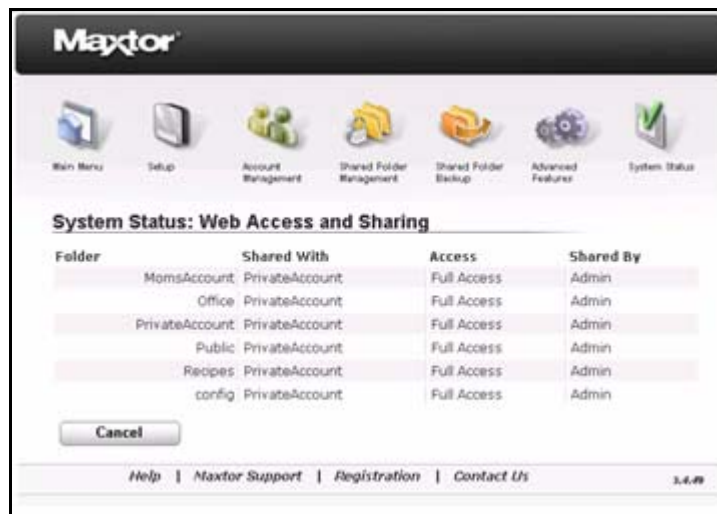 Maxtor
Main Menu
Setup
Account Management
Shared Folder Management
Shared Folder Backup
Advanced Features
System Status
System Status: Web Access and Sharing
Folder Shared With Access Shared By
MomsAccount PrivateAccount Full Access Admin
Office PrivateAccount Full Access Admin
PrivateAccount PrivateAccount Full Access Admin
Public PrivateAccount Full Access Admin
Recipes PrivateAccount Full Access Admin
config PrivateAccount Full Access Admin
Cancel
Help | Maxtor Support | Registration | Contact Us